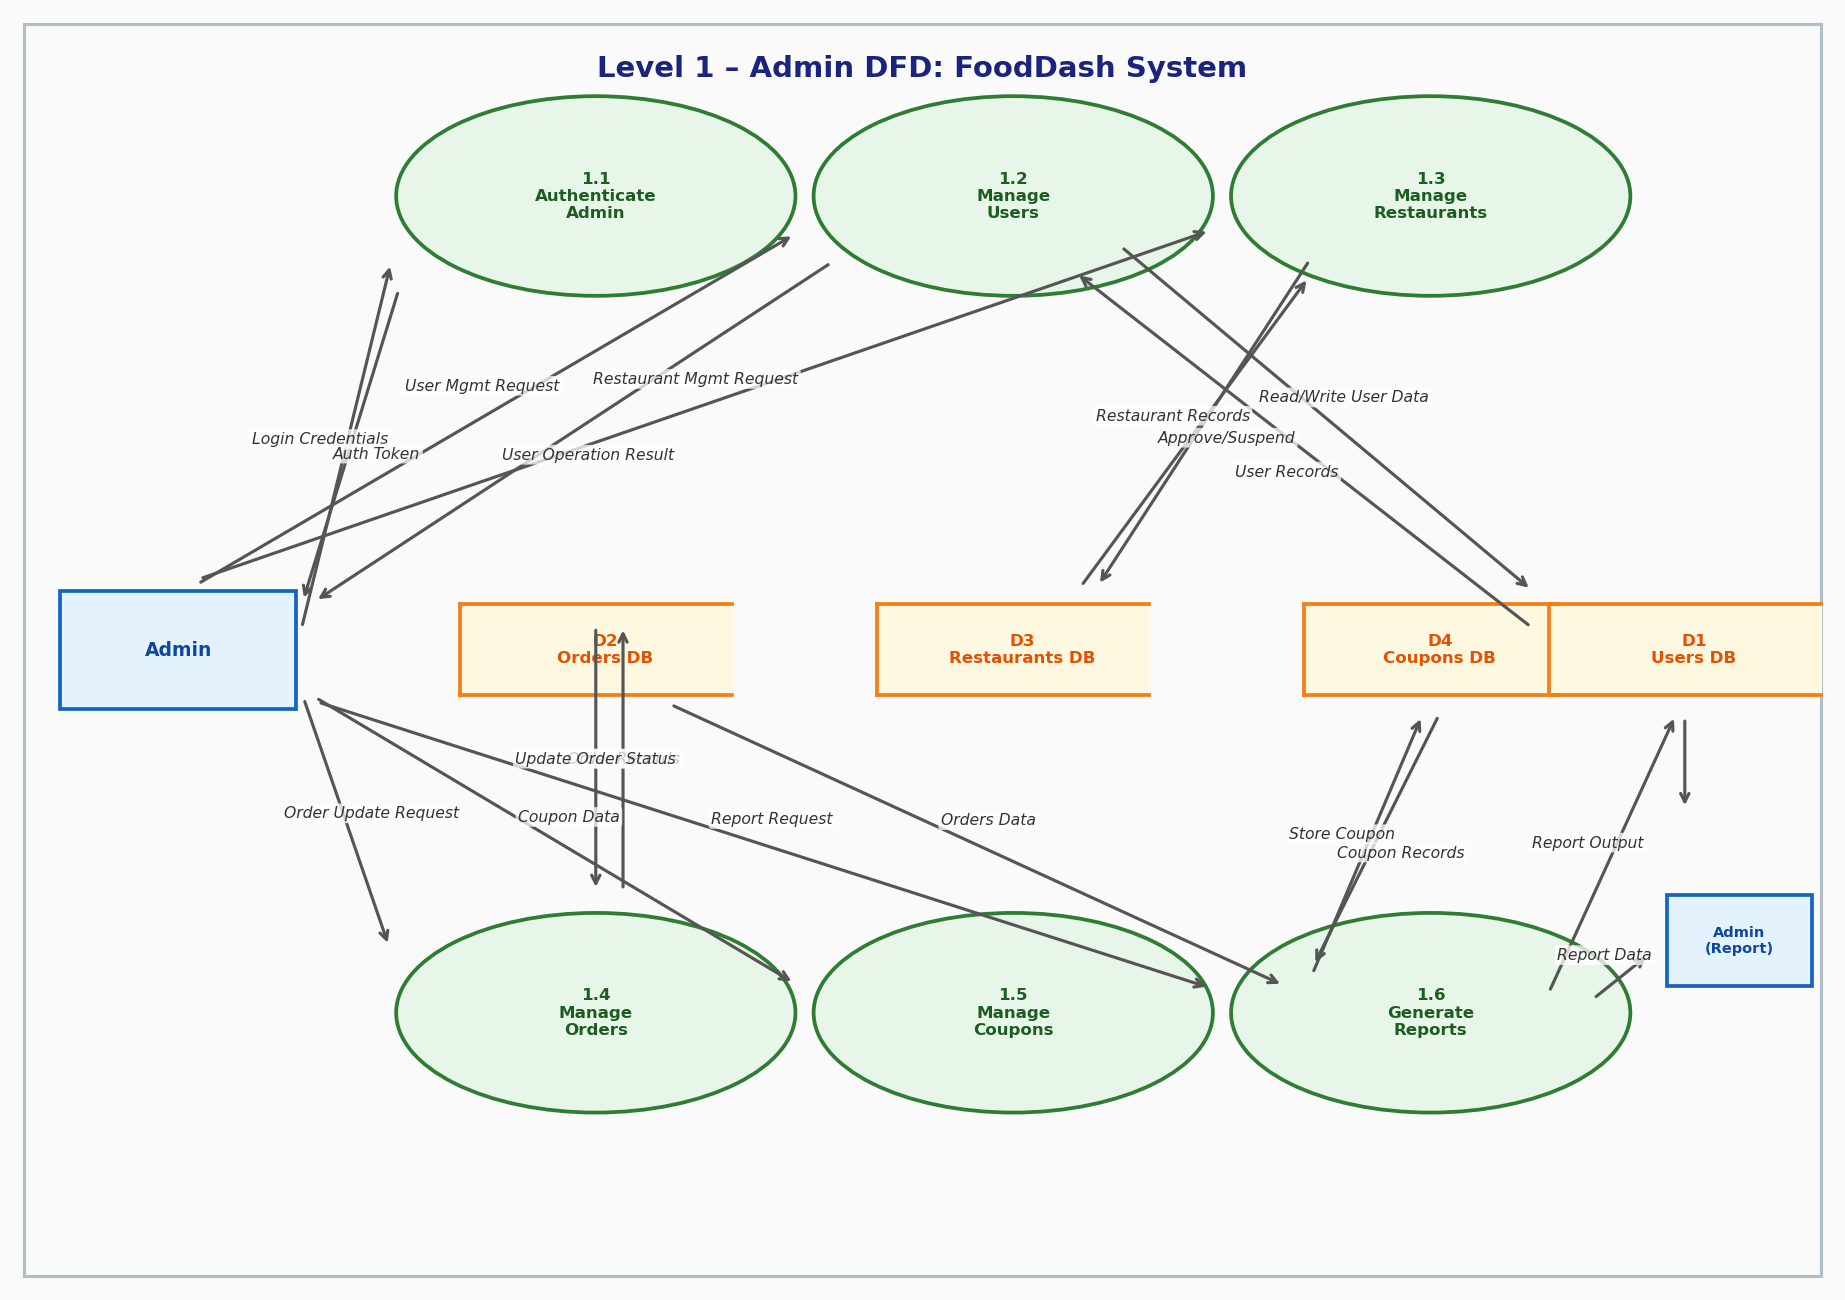 Level 1 – Admin DFD: FoodDash System
1.1
Authenticate
Admin
1.2
Manage
Users
1.3
Manage
Restaurants
User Mgmt Request
Restaurant Mgmt Request
Read/Write User Data
Restaurant Records
Login Credentials
Approve/Suspend
Auth Token
User Operation Result
User Records
Admin
D2
Orders DB
D3
Restaurants DB
D4
Coupons DB
D1
Users DB
Update Order Status
Order Update Request
Coupon Data
Report Request
Orders Data
Store Coupon
Coupon Records
Report Output
Admin
(Report)
Report Data
1.4
Manage
Orders
1.5
Manage
Coupons
1.6
Generate
Reports